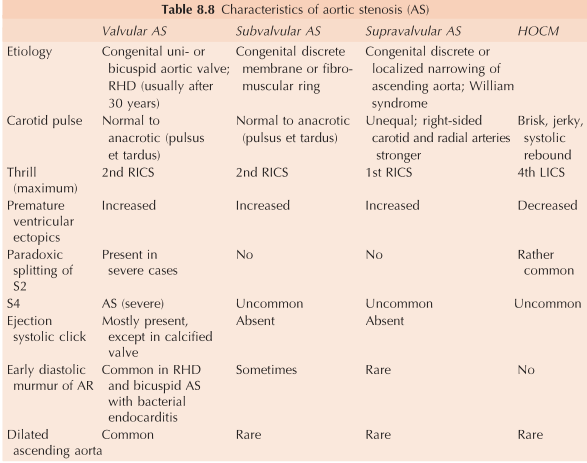 Table 8.8 Characteristics of aortic stenosis (AS)
Valvular AS Subvalvular AS Supravalvular AS HOCM
Etiology Congenital uni- or Congenital discrete Congenital discrete or
bicuspid aortic valve; membrane or fibro- localized narrowing of
RHD (usually after muscular ring ascending aorta; William
30 years) syndrome
Carotid pulse Normal to Normal to anacrotic Unequal; right-sided Brisk, jerky,
anacrotic (pulsus (pulsus et tardus) carotid and radial arteries systolic
et tardus) stronger rebound
Thrill 2nd RICS 2nd RICS 1st RICS 4th LICS
(maximum)
Premature Increased Increased Increased Decreased
ventricular
ectopics
Paradoxic Present in No No Rather
splitting of severe cases common
S2
S4 AS (severe) Uncommon Uncommon Uncommon
Ejection Mostly present, Absent Absent
systolic click except in calcified
valve
Early diastolic Common in RHD Sometimes Rare No
murmur of AR and bicuspid AS
with bacterial
endocarditis
Dilated Common Rare Rare Rare
ascending aorta